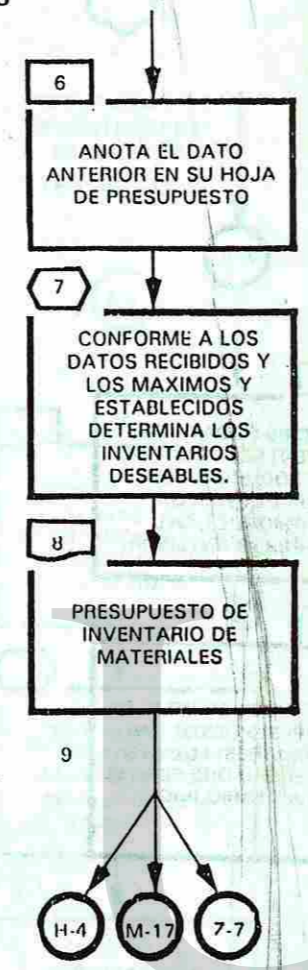 6
ANOTA EL DATO
ANTERIOR EN SU HOJA
DE PRESUPUESTO
7
CONFORME A LOS
DATOS RECIBIDOS Y
LOS MAXIMOS Y
ESTABLECIDOS
DETERMINA LOS
INVENTARIOS
DESEABLES.
8
PRESUPUESTO DE
INVENTARIO DE
MATERIALES
9
H-4 M-17 7-7